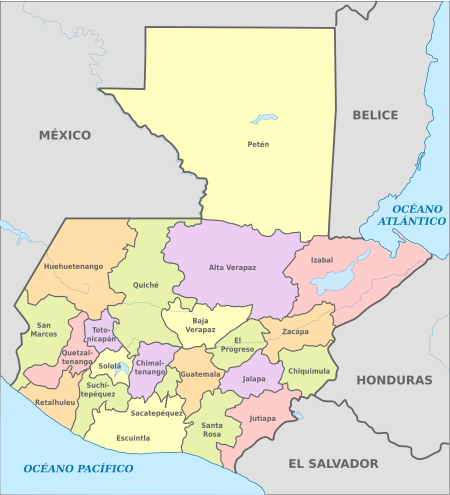 BELICE
MÉXICO
Petén
OCÉANO
ATLÁNTICO
Izabal
Huehuetenango
Alta Verapaz
Quiché
Baja
Verapaz
San
Marcos
Toto-
nicapán
Zacapa
El
Progreso
Quetzal-
tenango
Sololá
Chimal-
tenango
Guatemala
Jalapa
Chiquimula
Suchi-
tepéquez
Retalhuleu
Sacatepéquez
HONDURAS
Jutiapa
Santa
Rosa
Escuintla
OCÉANO PACÍFICO
EL SALVADOR